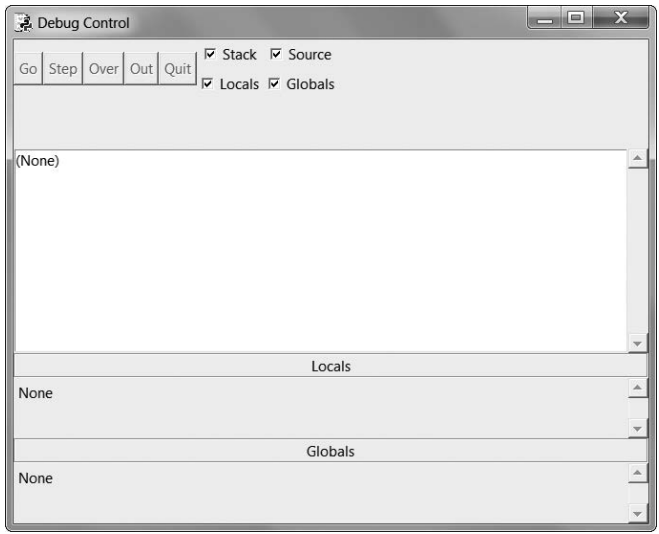 Debug Control
Go Step Over Out Quit
Stack Source
Locals Globals
(None)
Locals
None
Globals
None